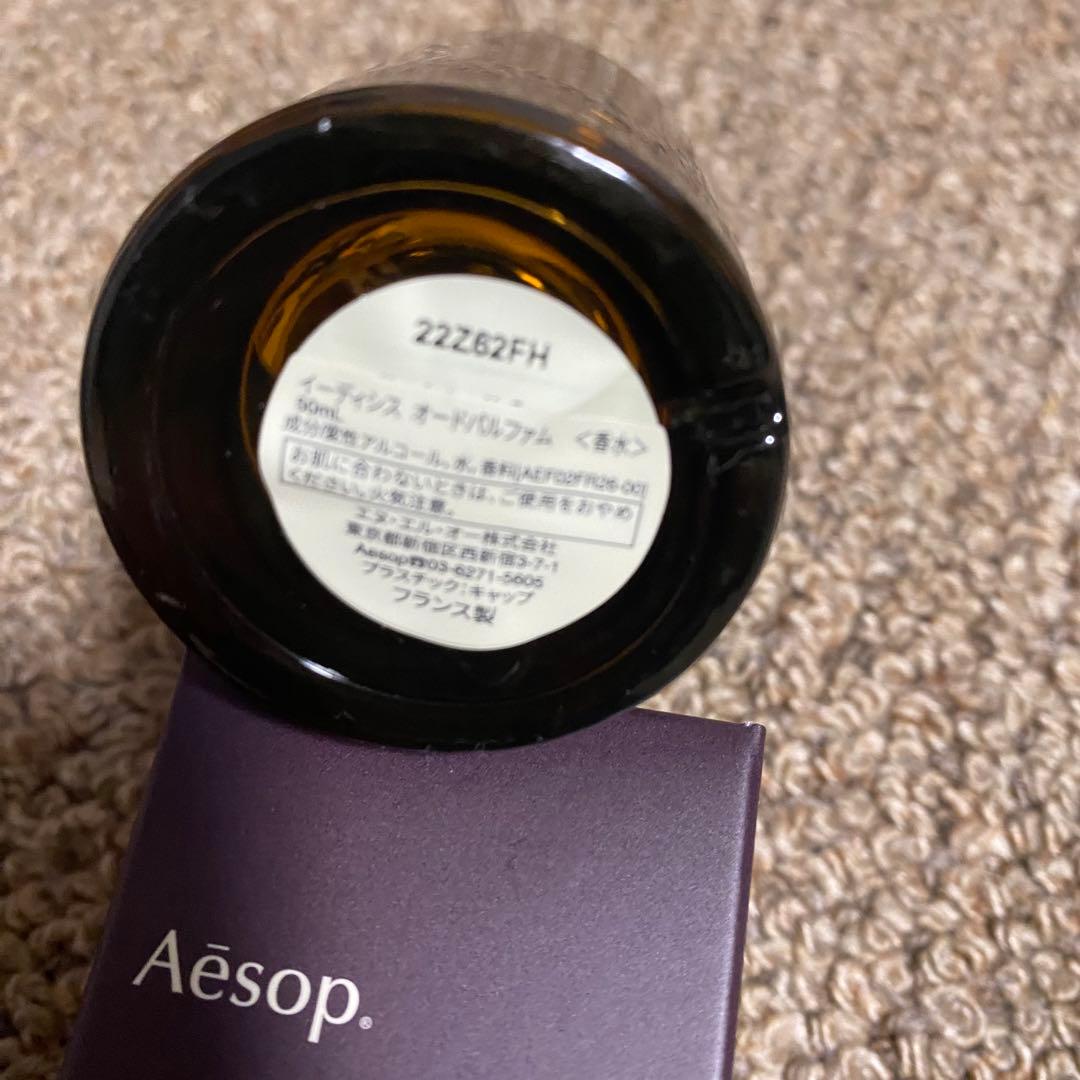 22Z62FH
イーディシス オードパルファム <香水>
50mL
成分/変性アルコール、水、香料[AEF02FR26-00]
お肌に合わないときは、ご使用をおやめ
ください。火気注意。
エヌ・エル・オー株式会社
東京都新宿区西新宿3-7-1
Aesop☎03-6271-5605
プラスチック：キャップ
フランス製
Aēsop®